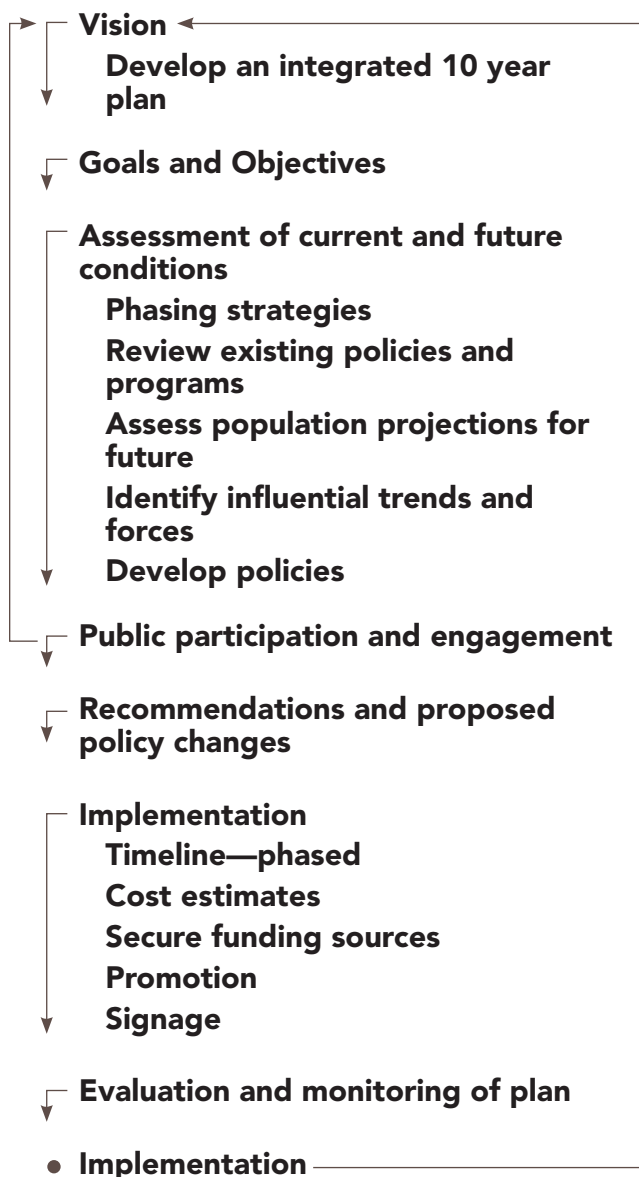 Vision
Develop an integrated 10 year
plan
Goals and Objectives
Assessment of current and future
conditions
Phasing strategies
Review existing policies and
programs
Assess population projections for
future
Identify influential trends and
forces
Develop policies
Public participation and engagement
Recommendations and proposed
policy changes
Implementation
Timeline—phased
Cost estimates
Secure funding sources
Promotion
Signage
Evaluation and monitoring of plan
Implementation